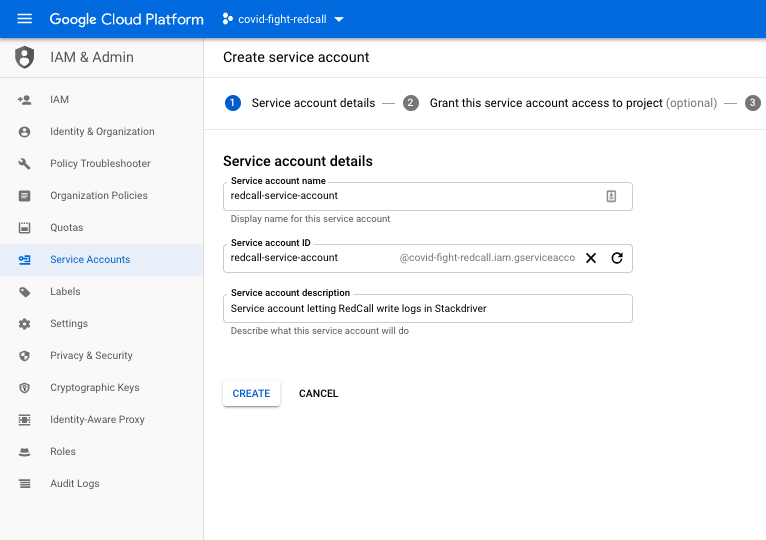 Google Cloud Platform
covid-fight-redcall
IAM & Admin
IAM
Identity & Organization
Policy Troubleshooter
Organization Policies
Quotas
Service Accounts
Labels
Settings
Privacy & Security
Cryptographic Keys
Identity-Aware Proxy
Roles
Audit Logs
Create service account
1 Service account details — 2 Grant this service account access to project (optional) — 3
Service account details
Service account name
redcall-service-account
Display name for this service account
Service account ID
redcall-service-account @covid-fight-redcall.iam.gserviceacco
Service account description
Service account letting RedCall write logs in Stackdriver
Describe what this service account will do
CREATE CANCEL